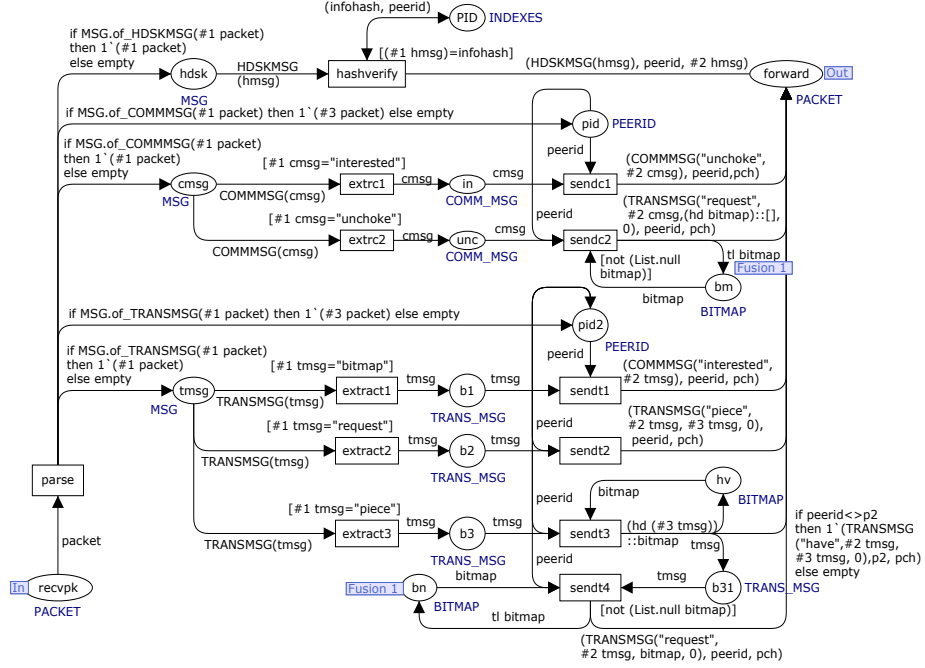 (infohash, peerid)
PID
INDEXES
if MSG.of_HDSKMSG(#1 packet)
then 1`(#1 packet)
else empty
hdsk
MSG
HDSKMSG
(hmsg)
[(#1 hmsg)=infohash]
hashverify
(HDSKMSG(hmsg), peerid, #2 hmsg)
forward
Out
PACKET
if MSG.of_COMMMSG(#1 packet) then 1`(#3 packet) else empty
pid
PEERID
peerid
if MSG.of_COMMMSG(#1 packet)
then 1`(#1 packet)
else empty
cmsg
MSG
COMMMSG(cmsg)
[#1 cmsg="interested"]
extrc1
cmsg
in
COMM_MSG
cmsg
sendc1
(COMMMSG("unchoke",
#2 cmsg), peerid,pch)
peerid
COMMMSG(cmsg)
[#1 cmsg="unchoke"]
extrc2
cmsg
unc
COMM_MSG
cmsg
sendc2
(TRANSMSG("request",
#2 cmsg,(hd bitmap)::[],
0), peerid, pch)
[not (List.null
bitmap)]
tl bitmap
Fusion 1
bitmap
bm
BITMAP
if MSG.of_TRANSMSG(#1 packet) then 1`(#3 packet) else empty
pid2
PEERID
peerid
if MSG.of_TRANSMSG(#1 packet)
then 1`(#1 packet)
else empty
tmsg
MSG
TRANSMSG(tmsg)
[#1 tmsg="bitmap"]
extract1
tmsg
b1
TRANS_MSG
tmsg
sendt1
(COMMMSG("interested",
#2 tmsg), peerid, pch)
peerid
TRANSMSG(tmsg)
[#1 tmsg="request"]
extract2
tmsg
b2
TRANS_MSG
tmsg
sendt2
(TRANSMSG("piece",
#2 tmsg, #3 tmsg, 0),
peerid, pch)
parse
packet
In
recvpk
PACKET
peerid
TRANSMSG(tmsg)
[#1 tmsg="piece"]
extract3
tmsg
b3
TRANS_MSG
tmsg
sendt3
bitmap
hv
BITMAP
(hd (#3 tmsg))
::bitmap
tmsg
if peerid<>p2
then 1`(TRANSMSG
("have",#2 tmsg,
#3 tmsg, 0),p2, pch)
else empty
peerid
Fusion 1
bn
BITMAP
bitmap
sendt4
tmsg
b31
TRANS_MSG
[not (List.null bitmap)]
tl bitmap
(TRANSMSG("request",
#2 tmsg, bitmap, 0), peerid, pch)